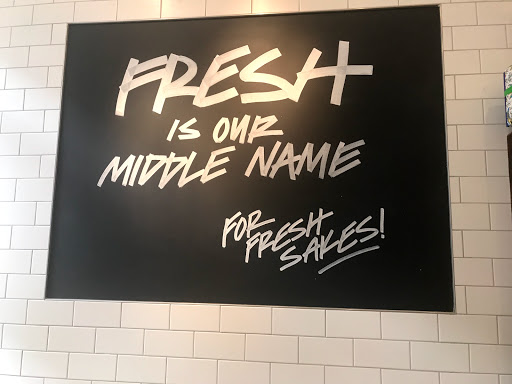 FRESH
IS OUR
MIDDLE NAME
FOR
FRESH
SAKES!